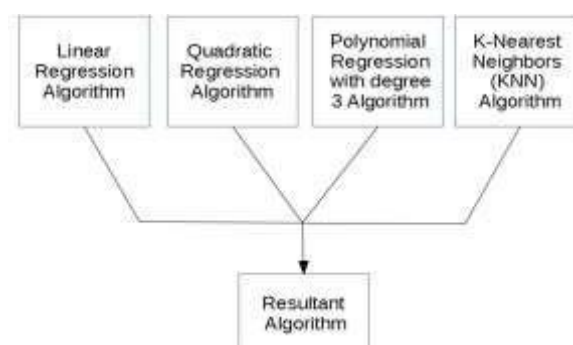 Linear
Regression
Algorithm
Quadratic
Regression
Algorithm
Polynomial
Regression
with degree
3 Algorithm
K-Nearest
Neighbors
(KNN)
Algorithm
Resultant
Algorithm